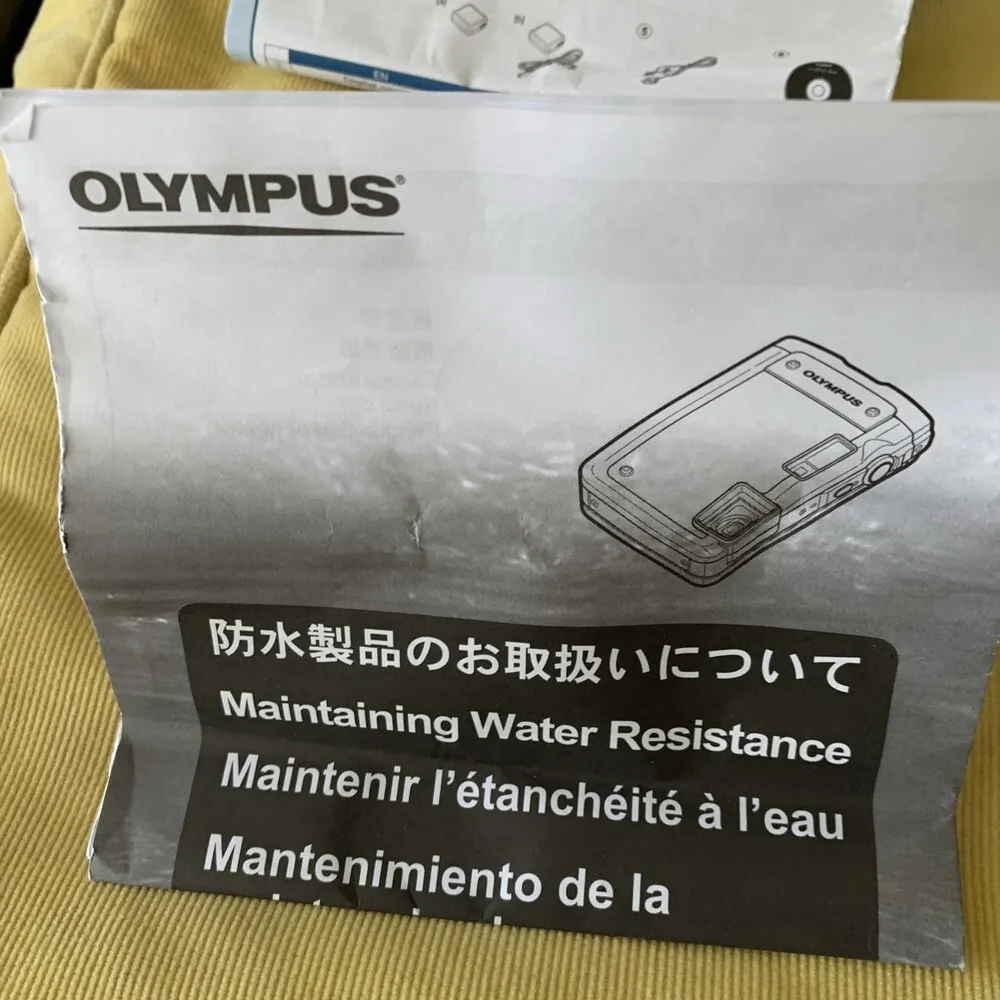 EN
5
OLYMPUS®
OLYMPUS
防水製品のお取扱いについて
Maintaining Water Resistance
Maintenir l'étanchéité à l'eau
Mantenimiento de la